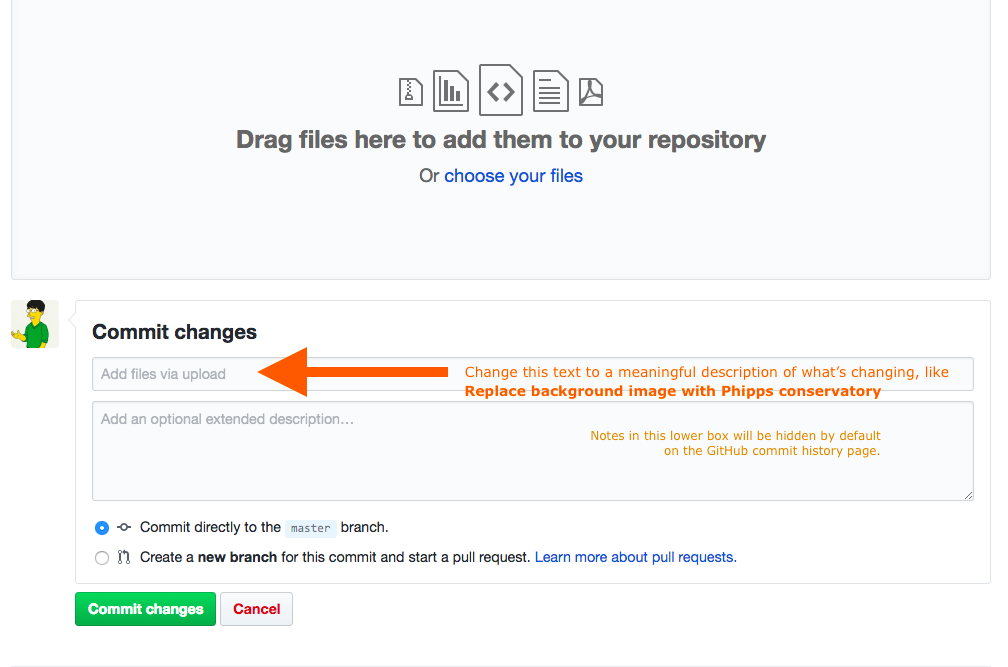 Drag files here to add them to your repository
Or choose your files
Commit changes
Add files via upload
Change this text to a meaningful description of what’s changing, like
Replace background image with Phipps conservatory
Add an optional extended description…
Notes in this lower box will be hidden by default
on the GitHub commit history page.
Commit directly to the master branch.
Create a new branch for this commit and start a pull request. Learn more about pull requests.
Commit changes Cancel